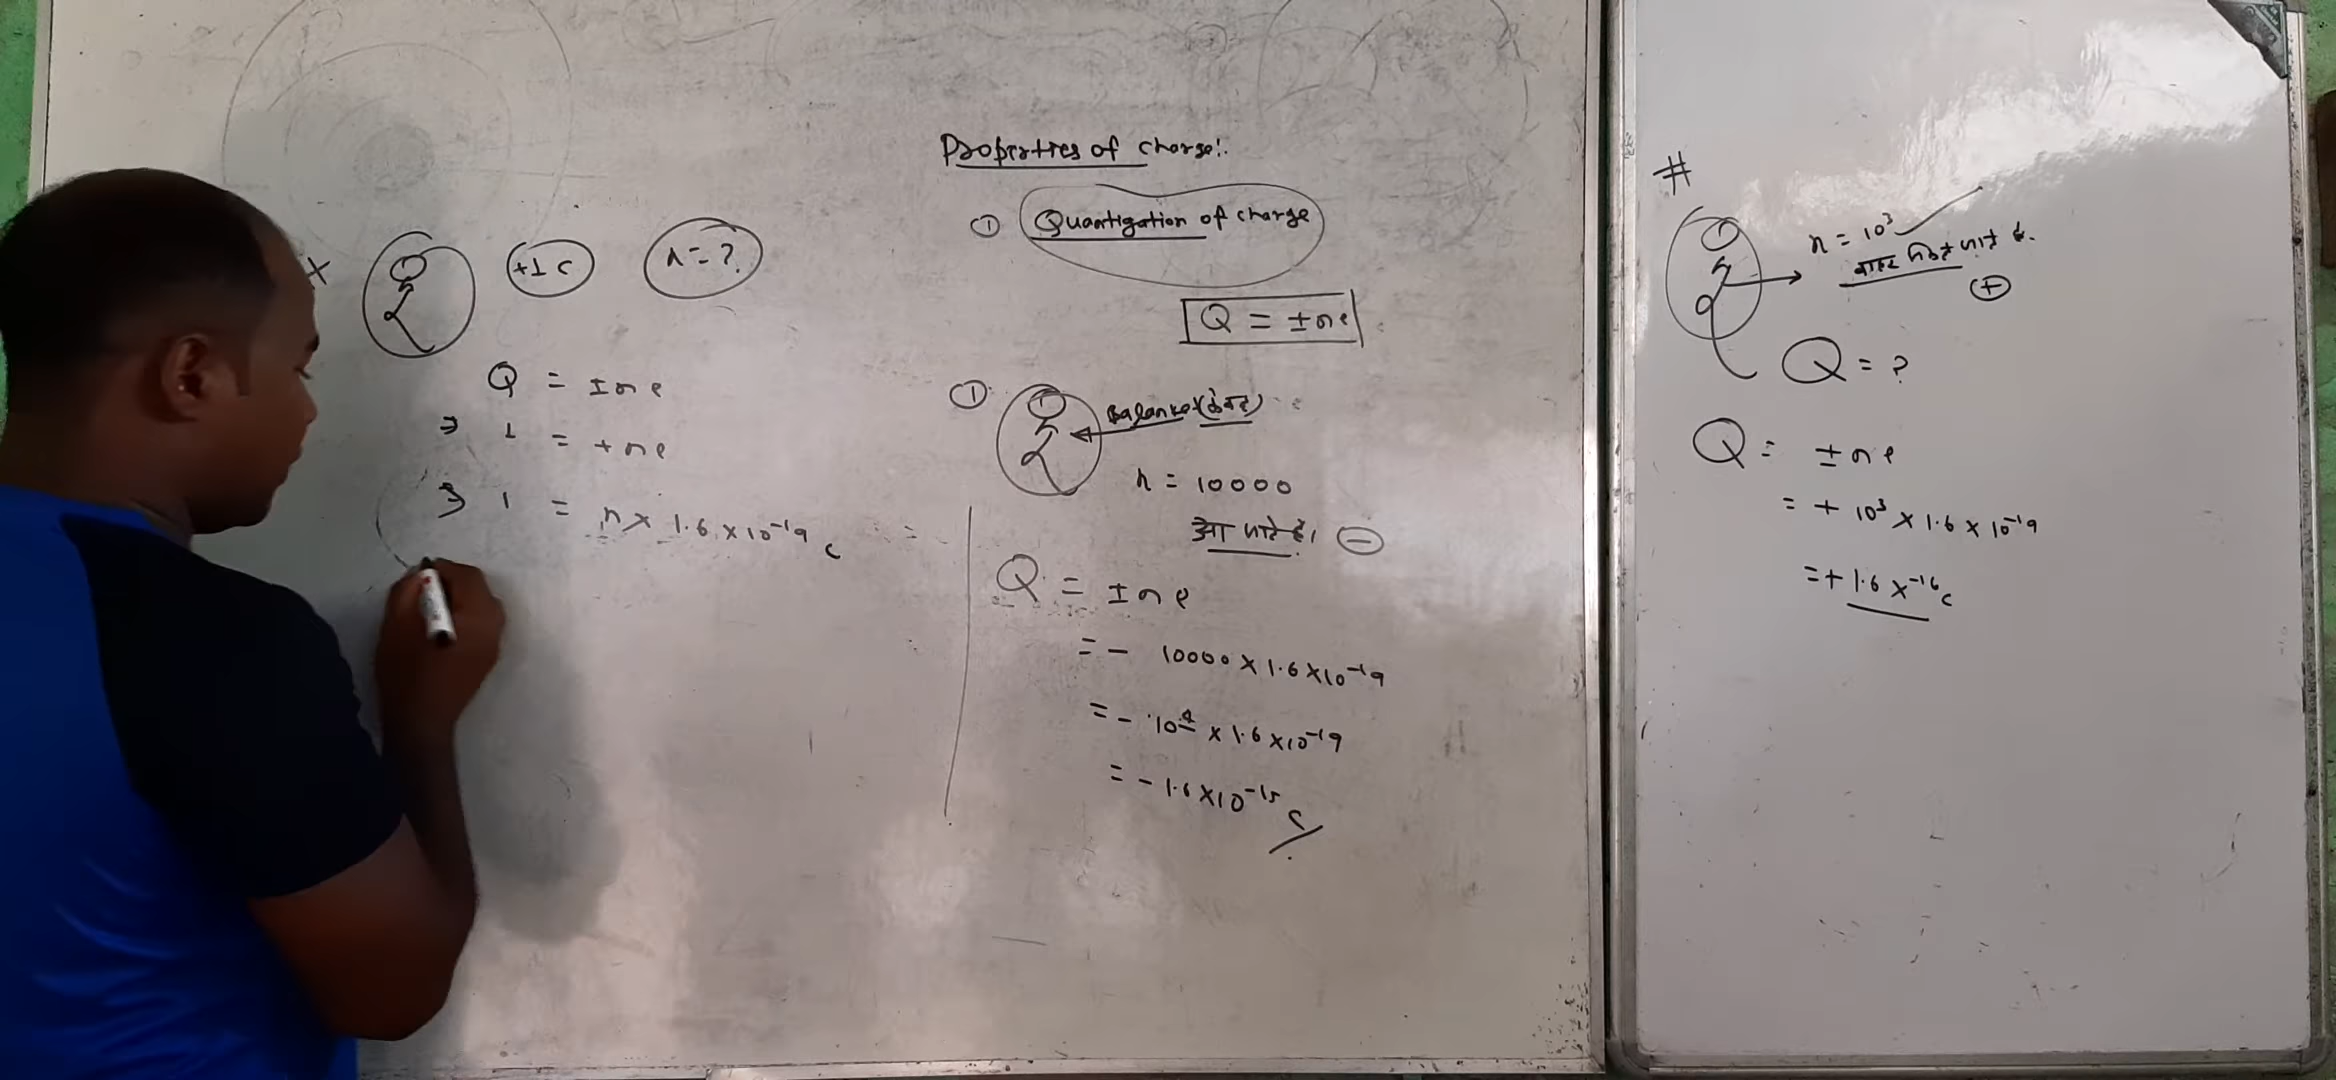 Properties of charge:
① Quantigation of charge
Q = ±ne
+1 c
n = ?
Q = ±ne
⇒ 1 = +ne
⇒ 1 = n × 1.6 × 10⁻¹⁹ c
①
n = 10000
आ जाते है। ⊖
Q = ±ne
= - 10000 × 1.6 × 10⁻¹⁹
= - 10⁴ × 1.6 × 10⁻¹⁹
= - 1.6 × 10⁻¹⁵ c
#
n = 10³
⊕
Q = ?
Q = ±ne
= + 10³ × 1.6 × 10⁻¹⁹
= + 1.6 ×⁻¹⁶ c